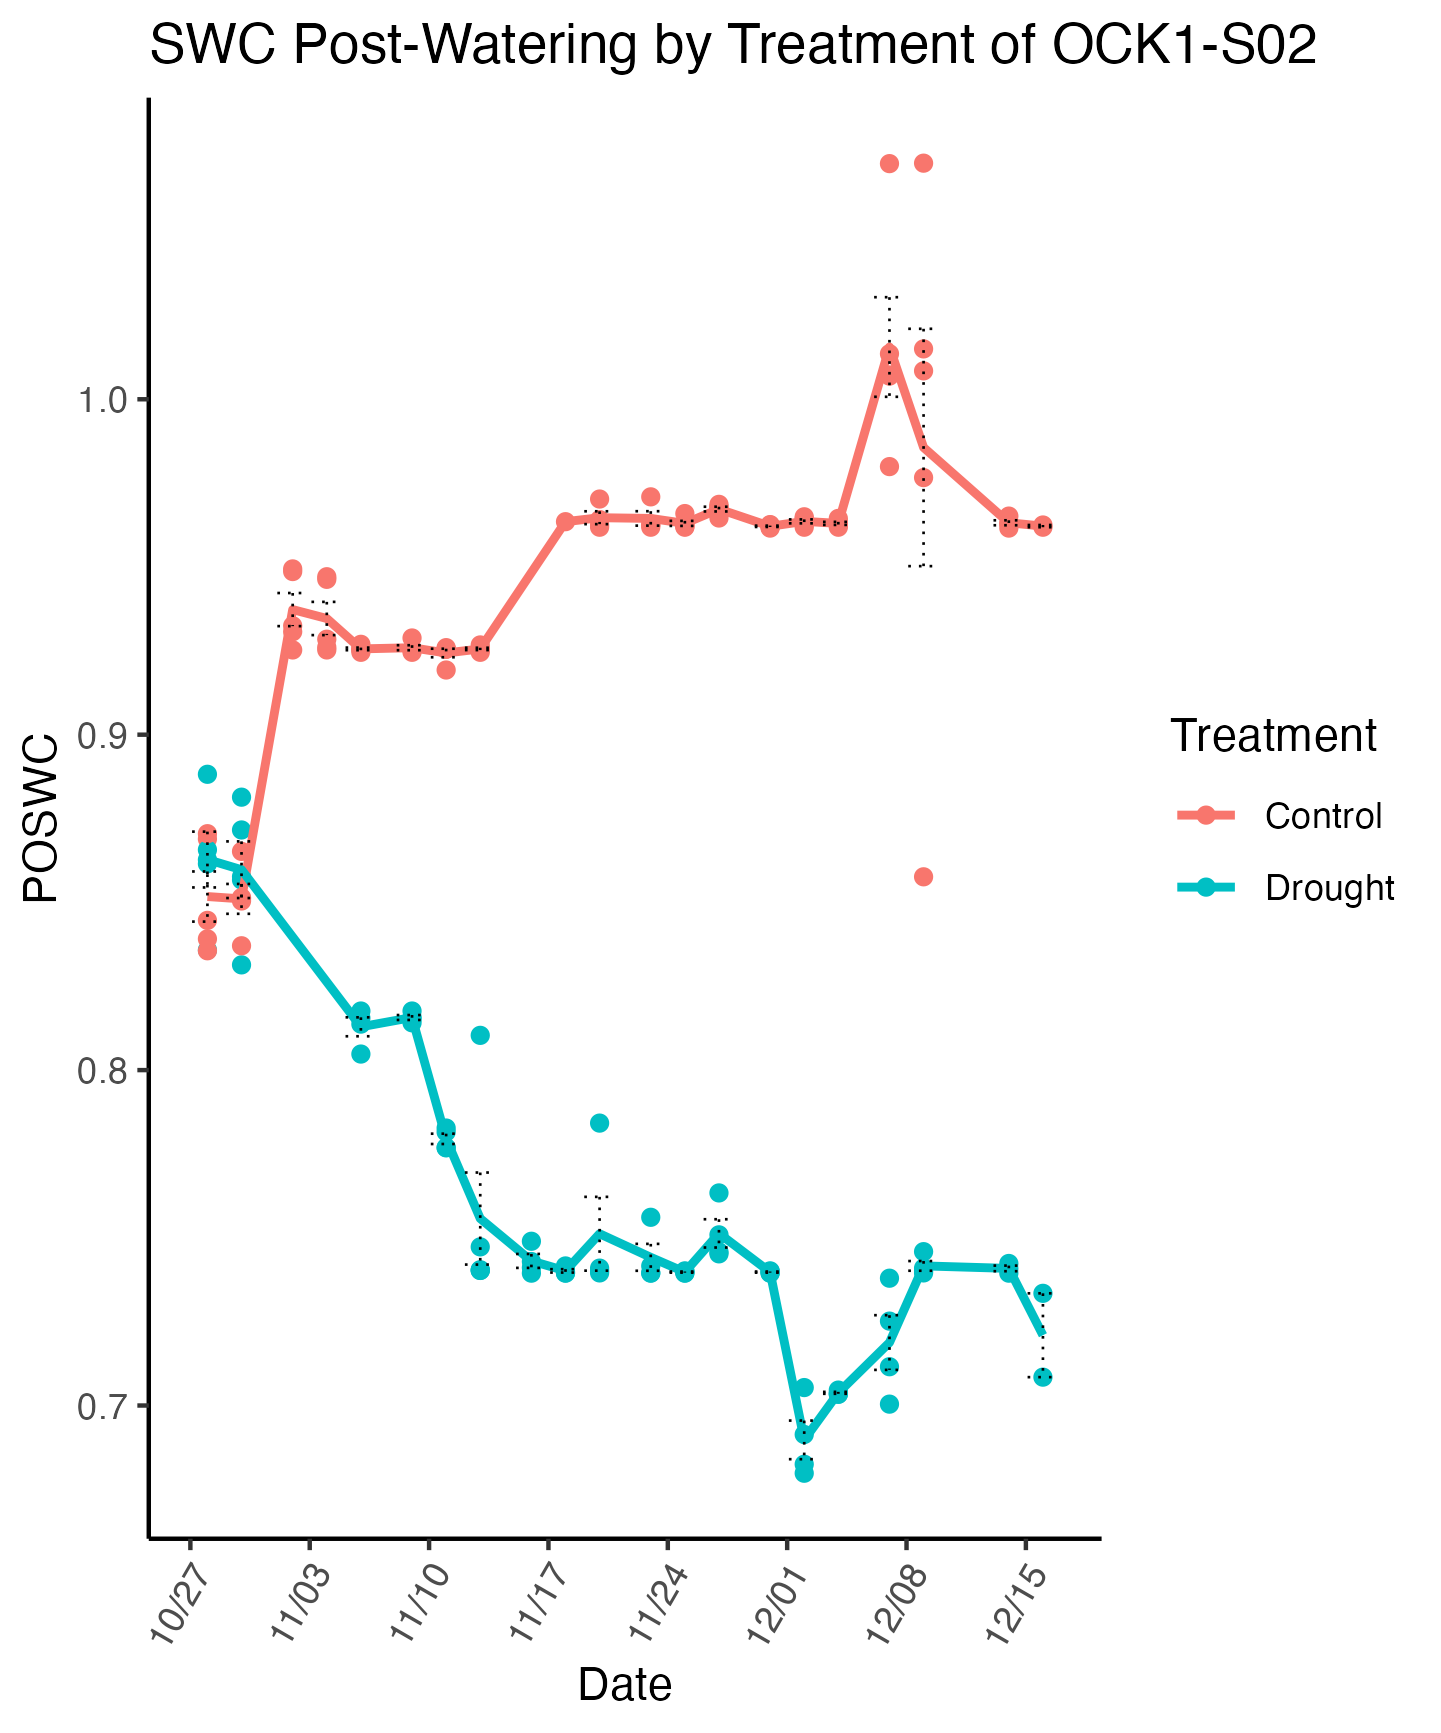 SWC Post-Watering by Treatment of OCK1-S02
POSWC
1.0
0.9
0.8
0.7
Treatment
Control
Drought
10/27
11/03
11/10
11/17
11/24
12/01
12/08
12/15
Date